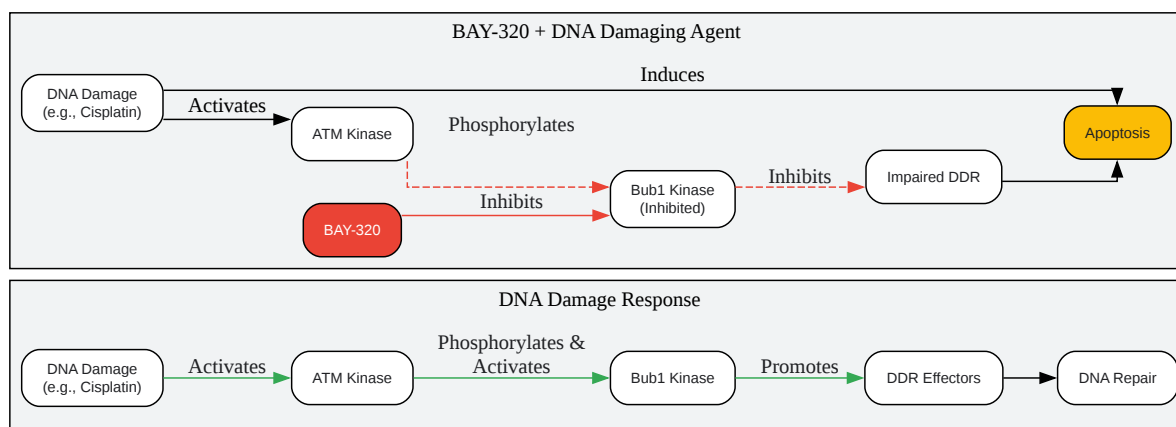 BAY-320 + DNA Damaging Agent
Induces
DNA Damage
(e.g., Cisplatin)
Activates
ATM Kinase
Phosphorylates
Apoptosis
BAY-320
Inhibits
Bub1 Kinase
(Inhibited)
Inhibits
Impaired DDR
DNA Damage Response
DNA Damage
(e.g., Cisplatin)
Activates
ATM Kinase
Phosphorylates &
Activates
Bub1 Kinase
Promotes
DDR Effectors
DNA Repair